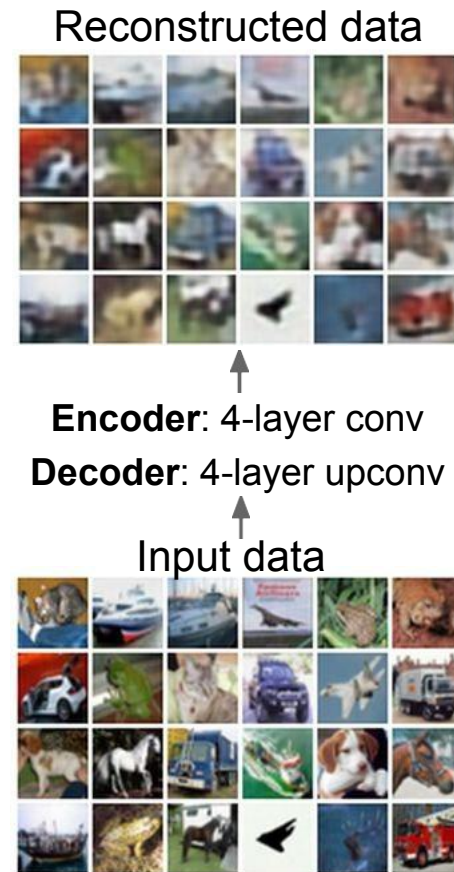 Reconstructed data
Encoder: 4-layer conv
Decoder: 4-layer upconv
Input data